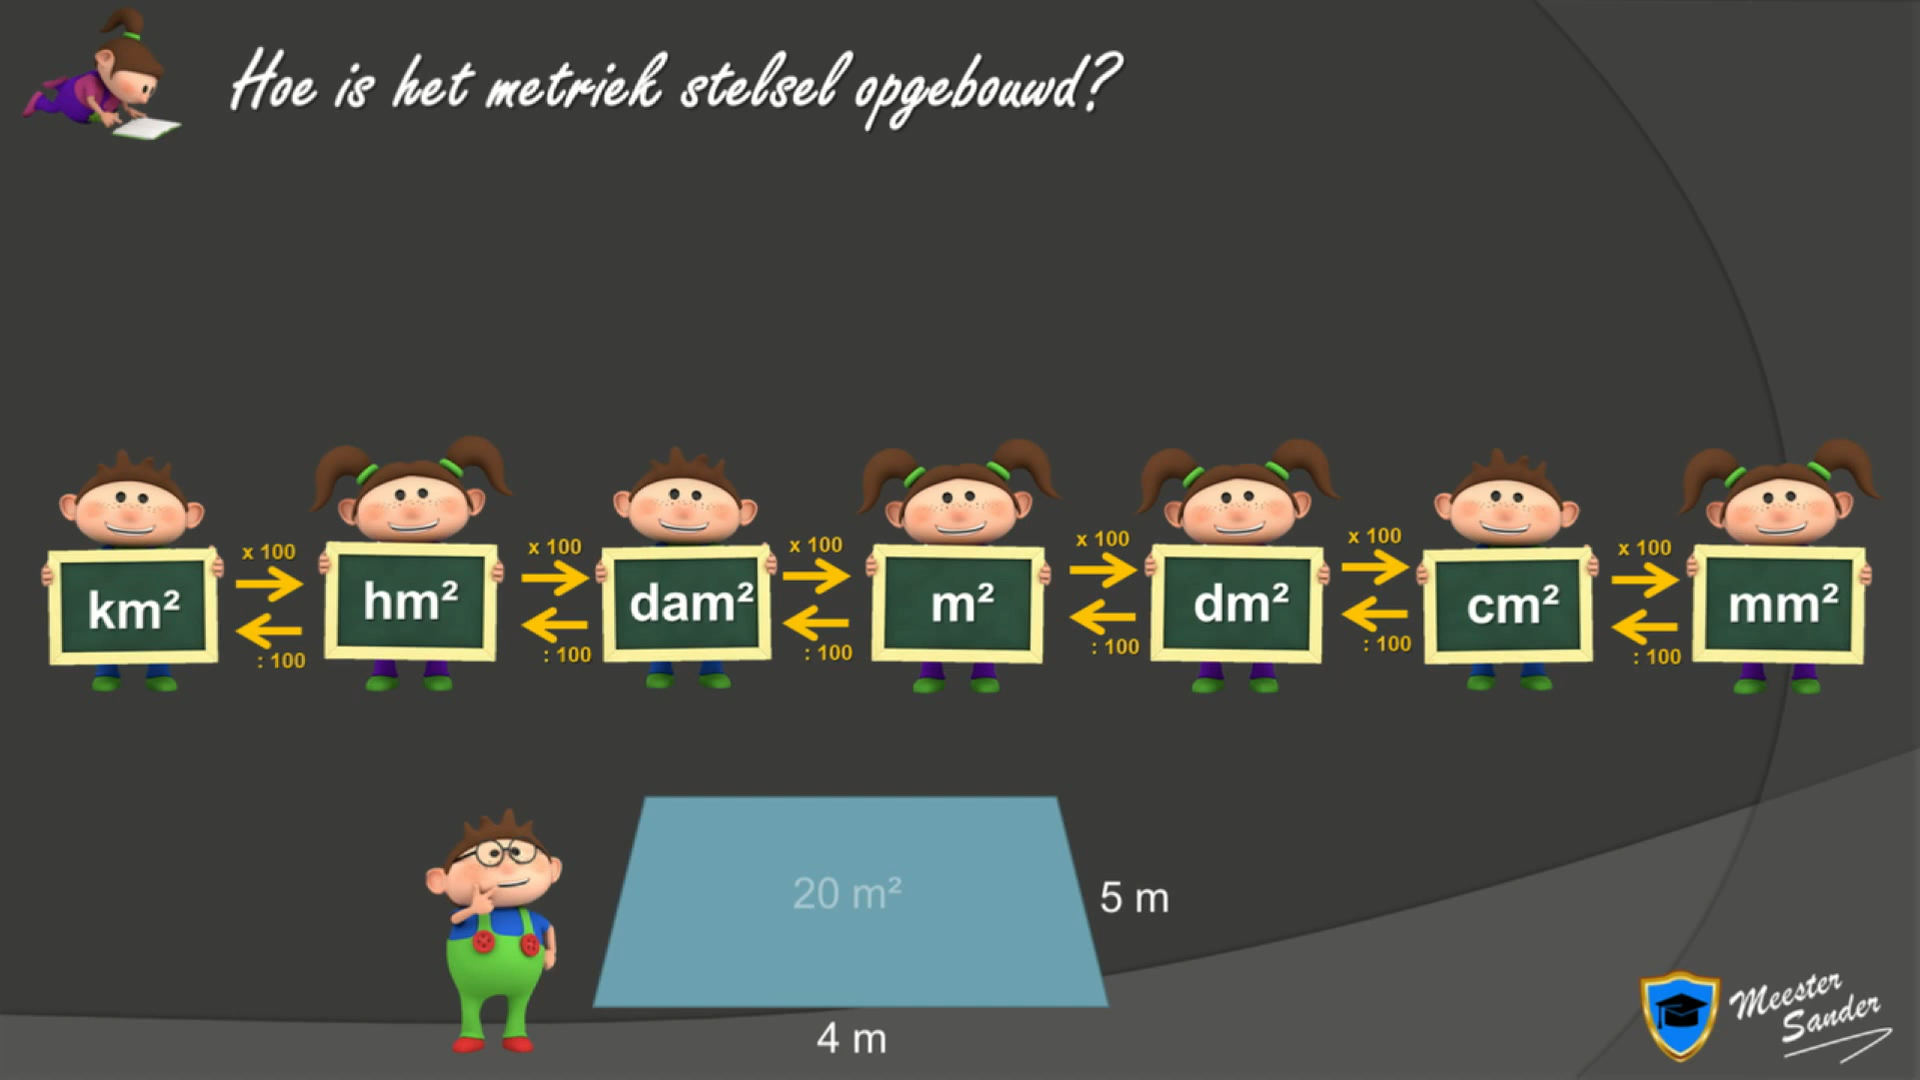 Hoe is het metriek stelsel opgebouwd?
x 100 x 100 x 100 x 100 x 100 x 100
km² hm² dam² m² dm² cm² mm²
: 100 : 100 : 100 : 100 : 100 : 100
20 m²
5 m
4 m
Meester
Sander